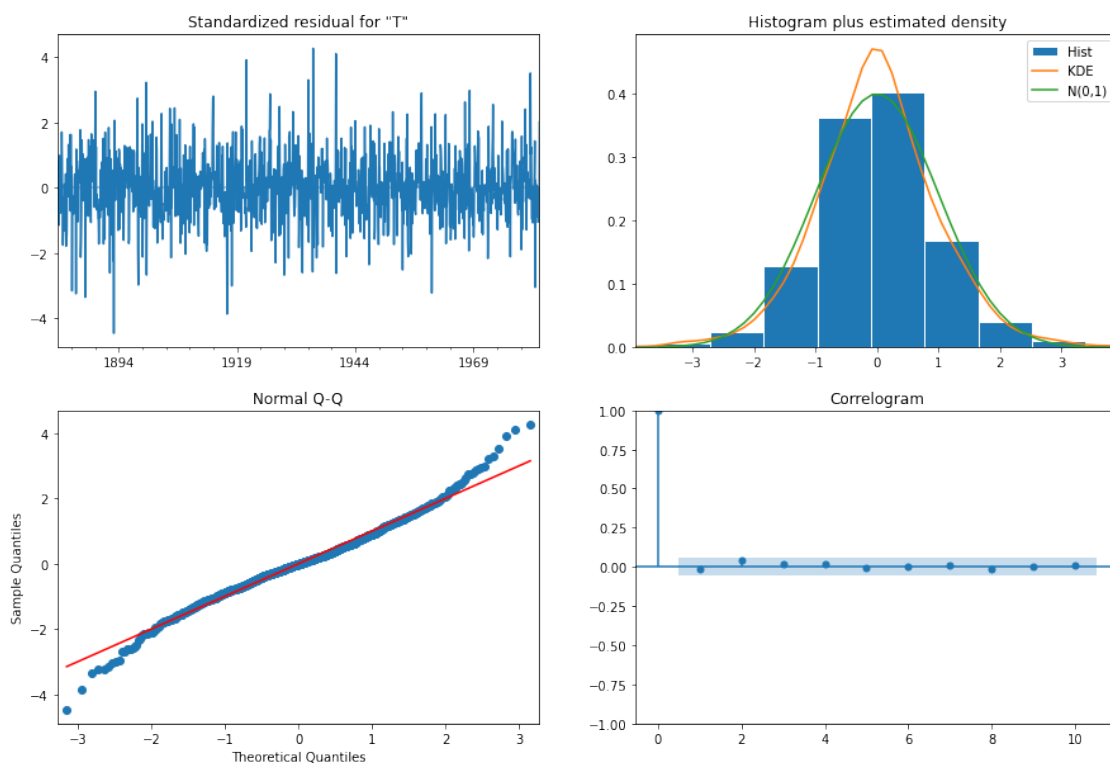 Standardized residual for "T"
4
2
0
−2
−4
1894 1919 1944 1969
Histogram plus estimated density
Hist
KDE
N(0,1)
0.4
0.3
0.2
0.1
0.0
−3 −2 −1 0 1 2 3
Normal Q-Q
Sample Quantiles
4
2
0
−2
−4
−3 −2 −1 0 1 2 3
Theoretical Quantiles
Correlogram
1.00
0.75
0.50
0.25
0.00
−0.25
−0.50
−0.75
−1.00
0 2 4 6 8 10